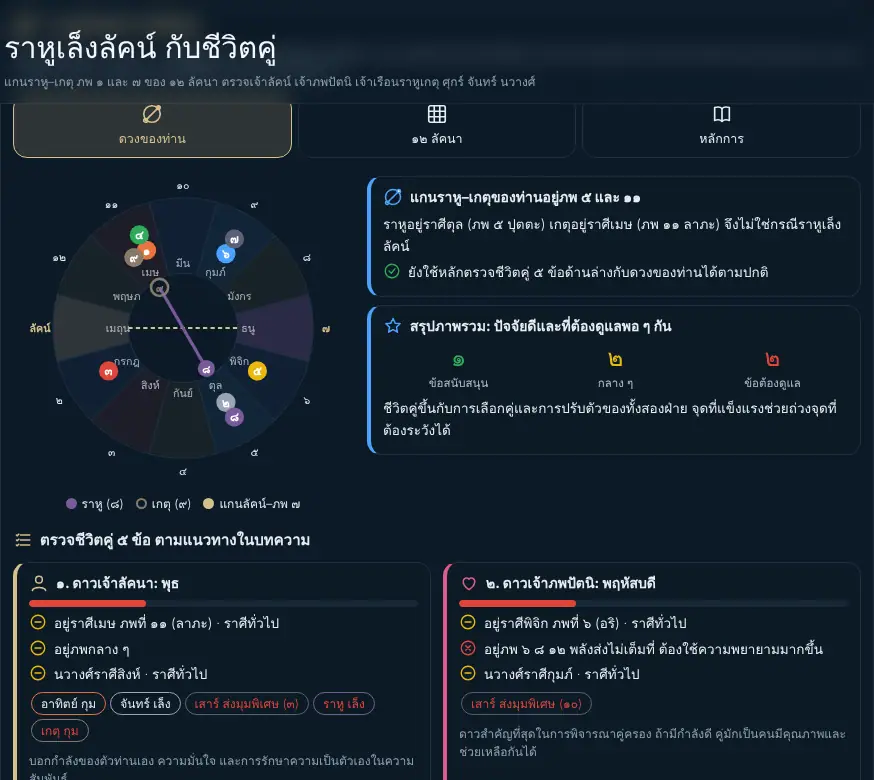 ราหูเล็งลัคน์ กับชีวิตคู่
แกนราหู–เกตุ ภพ ๑ และ ๗ ของ ๑๒ ลัคนา ตรวจเจ้าลัคน์ เจ้าภพปัตนิ เจ้าเรือนราหูเกตุ ศุกร์ จันทร์ นวางศ์
ดวงของท่าน
๑๒ ลัคนา
หลักการ
๑๐
๑๑
๙
๔
๗
๑
๙
๖
๑๒
๘
เมษ
มีน
กุมภ์
๙
พฤษภ
มังกร
ลัคน์
เมถุน
ธนู
๗
กรกฎ
พิจิก
๓
๘
๕
สิงห์
กันย์
ตุล
๒
๒
๖
๘
๓
๕
๔
ราหู (๘)
เกตุ (๙)
แกนลัคน์–ภพ ๗
แกนราหู–เกตุของท่านอยู่ภพ ๕ และ ๑๑
ราหูอยู่ราศีตุล (ภพ ๕ ปุตตะ) เกตุอยู่ราศีเมษ (ภพ ๑๑ ลาภะ) จึงไม่ใช่กรณีราหูเล็ง
ลัคน์
ยังใช้หลักตรวจชีวิตคู่ ๕ ข้อด้านล่างกับดวงของท่านได้ตามปกติ
สรุปภาพรวม: ปัจจัยดีและที่ต้องดูแลพอ ๆ กัน
๑
๒
๒
ข้อสนับสนุน
กลาง ๆ
ข้อต้องดูแล
ชีวิตคู่ขึ้นกับการเลือกคู่และการปรับตัวของทั้งสองฝ่าย จุดที่แข็งแรงช่วยถ่วงจุดที่
ต้องระวังได้
ตรวจชีวิตคู่ ๕ ข้อ ตามแนวทางในบทความ
๑. ดาวเจ้าลัคนา: พุธ
อยู่ราศีเมษ ภพที่ ๑๑ (ลาภะ) · ราศีทั่วไป
อยู่ภพกลาง ๆ
นวางศ์ราศีสิงห์ · ราศีทั่วไป
อาทิตย์ กุม
จันทร์ เล็ง
เสาร์ ส่งมุมพิเศษ (๓)
ราหู เล็ง
เกตุ กุม
บอกกำลังของตัวท่านเอง ความมั่นใจ และการรักษาความเป็นตัวเองในความ
สัมพันธ์
๒. ดาวเจ้าภพปัตนิ: พฤหัสบดี
อยู่ราศีพิจิก ภพที่ ๖ (อริ) · ราศีทั่วไป
อยู่ภพ ๖ ๘ ๑๒ พลังส่งไม่เต็มที่ ต้องใช้ความพยายามมากขึ้น
นวางศ์ราศีกุมภ์ · ราศีทั่วไป
เสาร์ ส่งมุมพิเศษ (๑๐)
ดาวสำคัญที่สุดในการพิจารณาคู่ครอง ถ้ามีกำลังดี คู่มักเป็นคนมีคุณภาพและ
ช่วยเหลือกันได้